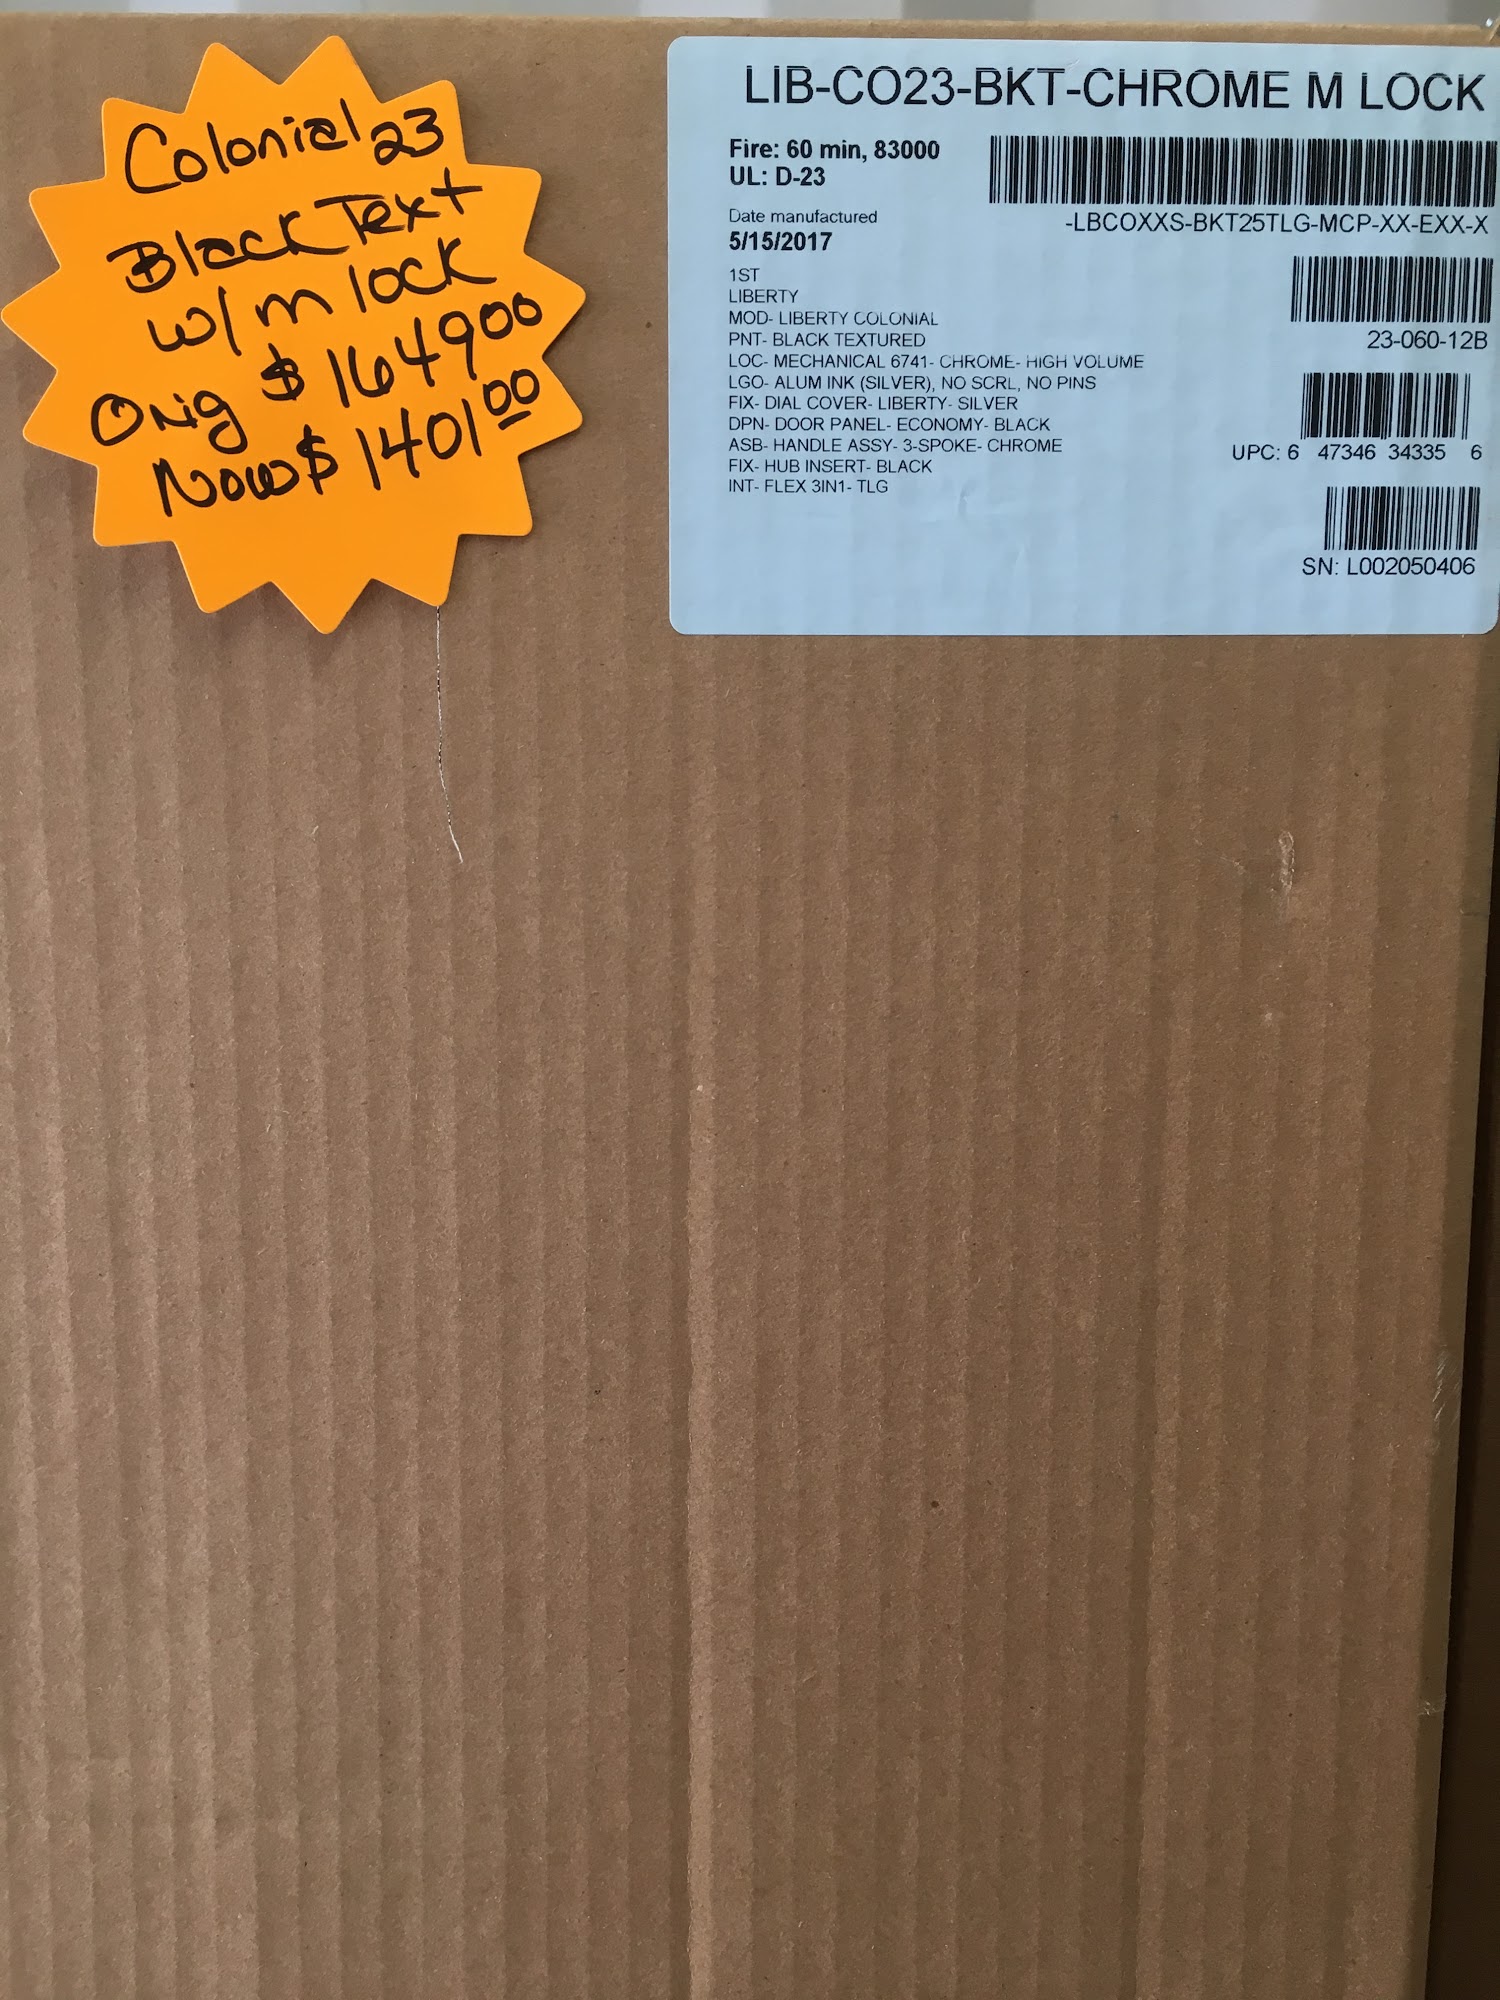 Colonial 23
Black Text
w/ m lock
Orig $ 164900
Now $ 1401.00
LIB-CO23-BKT-CHROME M LOCK
Fire: 60 min, 83000
UL: D-23
-LBCOXXS-BKT25TLG-MCP-XX-EXX-X
Date manufactured
5/15/2017
1ST
LIBERTY
MOD- LIBERTY COLONIAL
PNT- BLACK TEXTURED
LOC- MECHANICAL 6741- CHROME- HIGH VOLUME
LGO- ALUM INK (SILVER), NO SCRL, NO PINS
FIX- DIAL COVER- LIBERTY- SILVER
DPN- DOOR PANEL- ECONOMY- BLACK
ASB- HANDLE ASSY- 3-SPOKE- CHROME
FIX- HUB INSERT- BLACK
INT- FLEX 3IN1- TLG
23-060-12B
UPC: 6 47346 34335 6
SN: L002050406